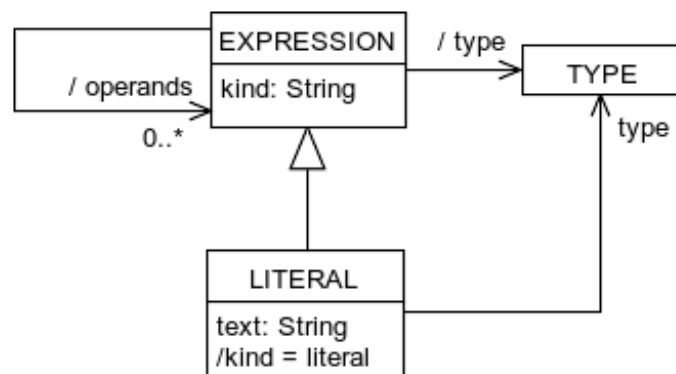 EXPRESSION
/ type
TYPE
/ operands
kind: String
0..*
type
LITERAL
text: String
/kind = literal